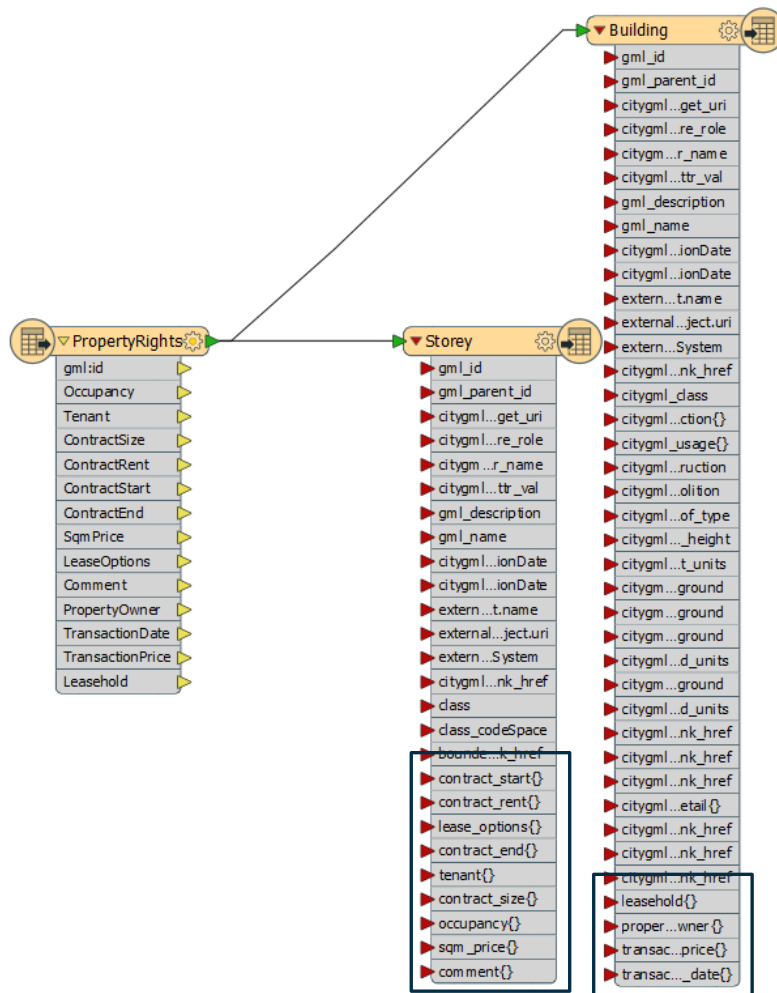 Building
gml_id
gml_parent_id
citygml...get_uri
citygml...re_role
citygm...r_name
citygml...ttr_val
gml_description
gml_name
citygml...ionDate
citygml...ionDate
extern...t.name
external...ject.uri
extern...System
citygml...nk_href
citygml_class
citygml...ction{}
citygml_usage{}
citygml...ruction
citygml...olition
citygml...of_type
citygml..._height
citygml...t_units
citygm...ground
citygm...ground
citygm...ground
citygml...d_units
citygm...ground
citygml...d_units
citygml...nk_href
citygml...nk_href
citygml...nk_href
citygml...etail{}
citygml...nk_href
citygml...nk_href
citygml...nk_href
leasehold{}
proper...wner{}
transac...price{}
transac..._date{}
PropertyRights
gml:id
Occupancy
Tenant
ContractSize
ContractRent
ContractStart
ContractEnd
SqmPrice
LeaseOptions
Comment
PropertyOwner
TransactionDate
TransactionPrice
Leasehold
Storey
gml_id
gml_parent_id
citygml...get_uri
citygml...re_role
citygm...r_name
citygml...ttr_val
gml_description
gml_name
citygml...ionDate
citygml...ionDate
extern...t.name
external...ject.uri
extern...System
citygml...nk_href
class
class_codeSpace
bounde...k_href
contract_start{}
contract_rent{}
lease_options{}
contract_end{}
tenant{}
contract_size{}
occupancy{}
sqm_price{}
comment{}